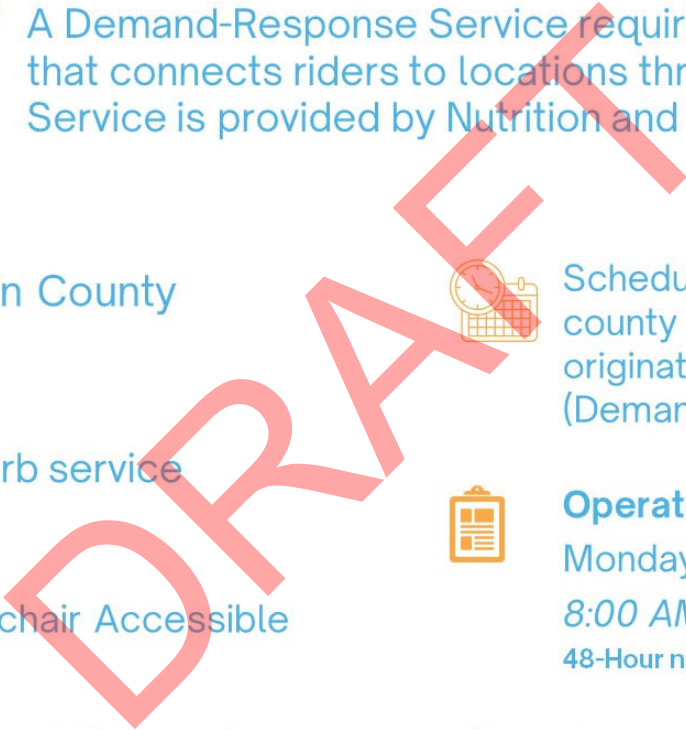 A Demand-Response Service requir
that connects riders to locations thr
Service is provided by Nutrition and
n County
rb service
chair Accessible
Schedu
county
originat
(Deman
Operat
Monday
8:00 AM
48-Hour n
DRAFT